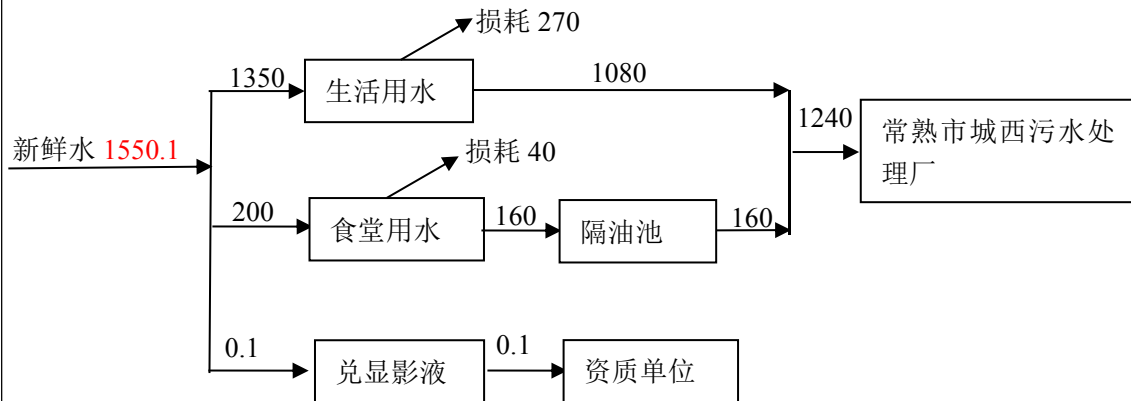 损耗 270
1350
生活用水
1080
1240
常熟市城西污水处
理厂
新鲜水 1550.1
损耗 40
200
食堂用水
160
隔油池
160
0.1
兑显影液
0.1
资质单位